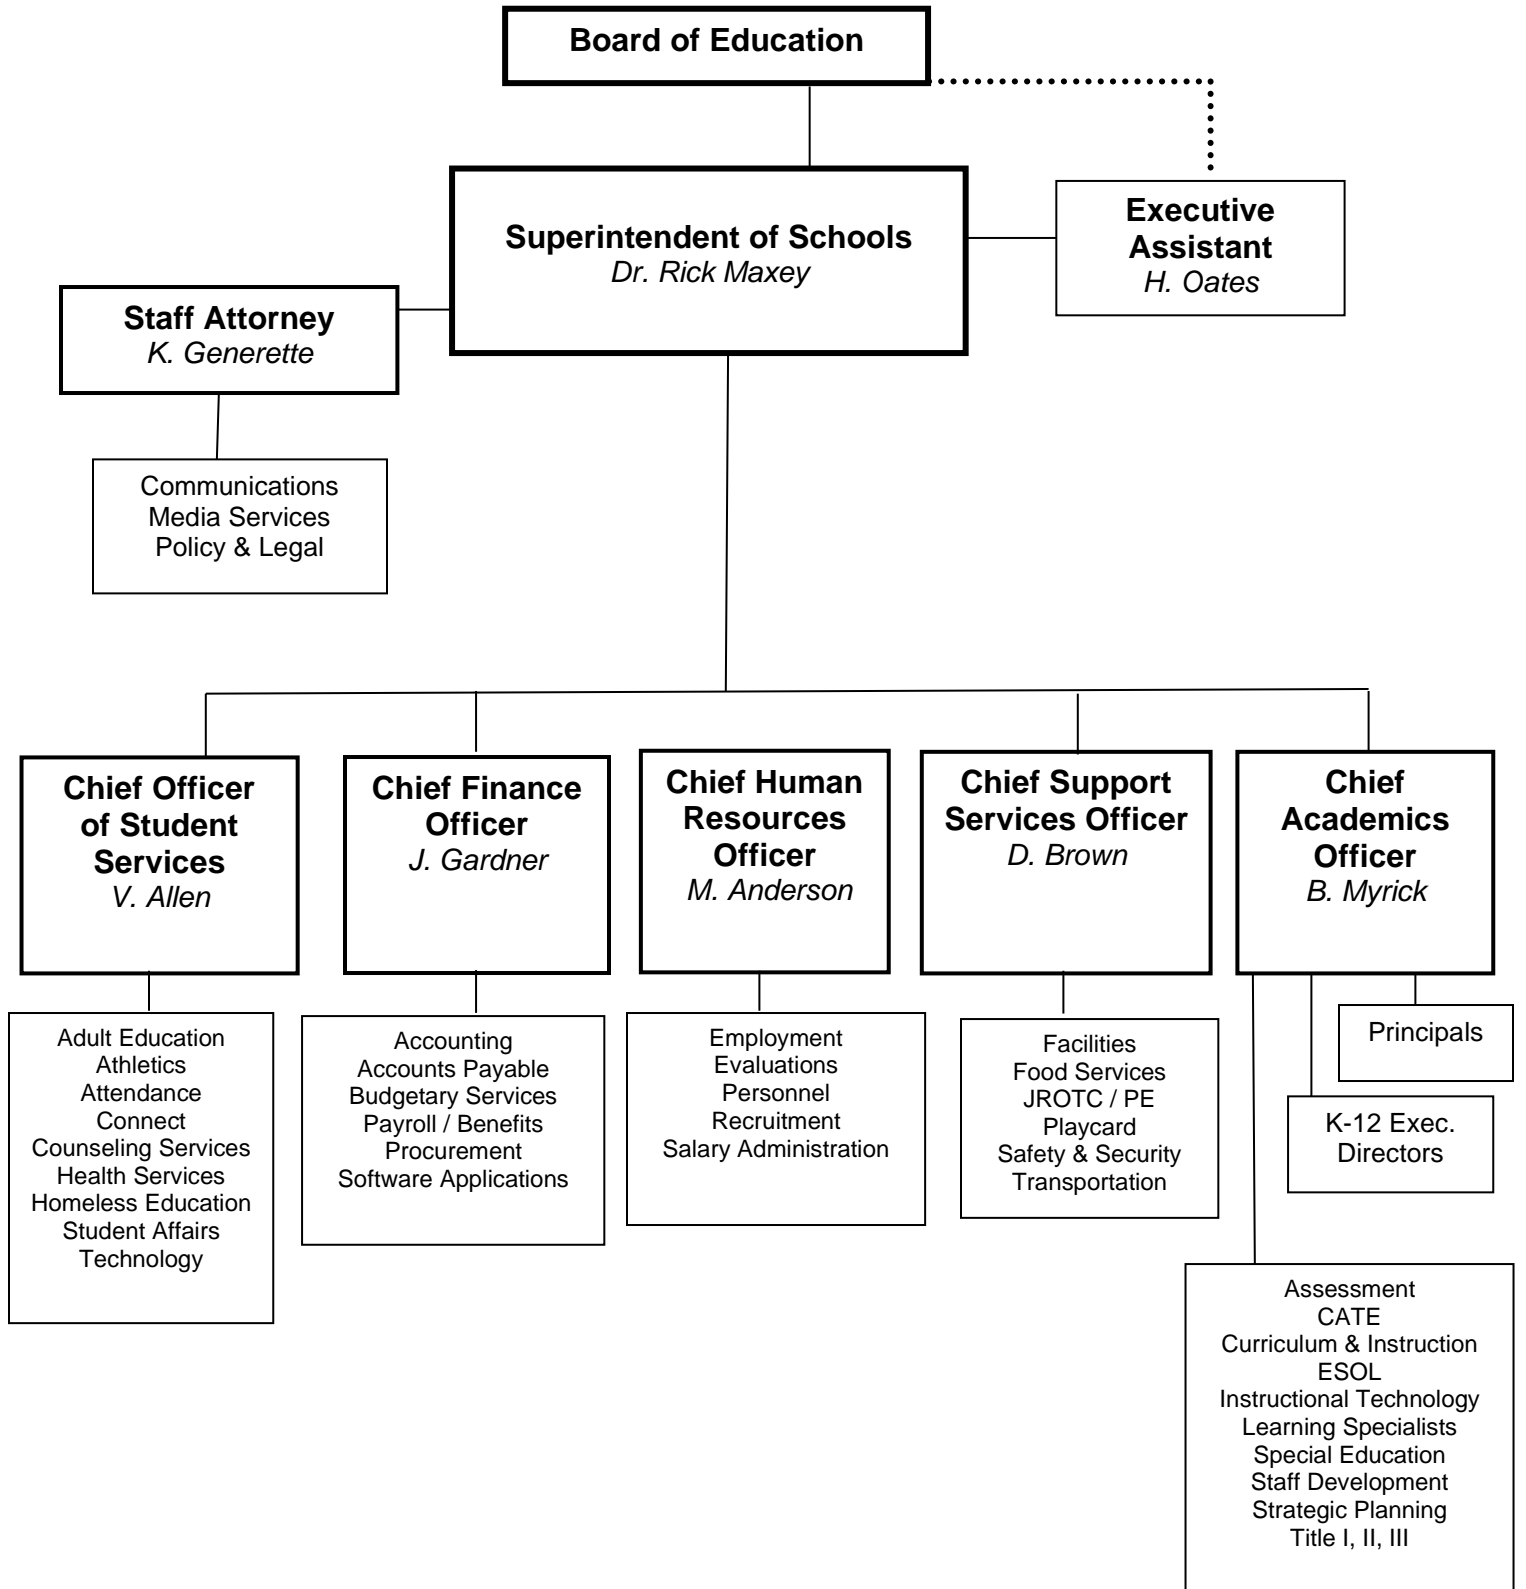 Board of Education
Superintendent of Schools
Dr. Rick Maxey
Executive
Assistant
H. Oates
Staff Attorney
K. Generette
Communications
Media Services
Policy & Legal
Chief Officer
of Student
Services
V. Allen
Chief Finance
Officer
J. Gardner
Chief Human
Resources
Officer
M. Anderson
Chief Support
Services Officer
D. Brown
Chief
Academics
Officer
B. Myrick
Adult Education
Athletics
Attendance
Connect
Counseling Services
Health Services
Homeless Education
Student Affairs
Technology
Accounting
Accounts Payable
Budgetary Services
Payroll / Benefits
Procurement
Software Applications
Employment
Evaluations
Personnel
Recruitment
Salary Administration
Facilities
Food Services
JROTC / PE
Playcard
Safety & Security
Transportation
Principals
K-12 Exec.
Directors
Assessment
CATE
Curriculum & Instruction
ESOL
Instructional Technology
Learning Specialists
Special Education
Staff Development
Strategic Planning
Title I, II, III